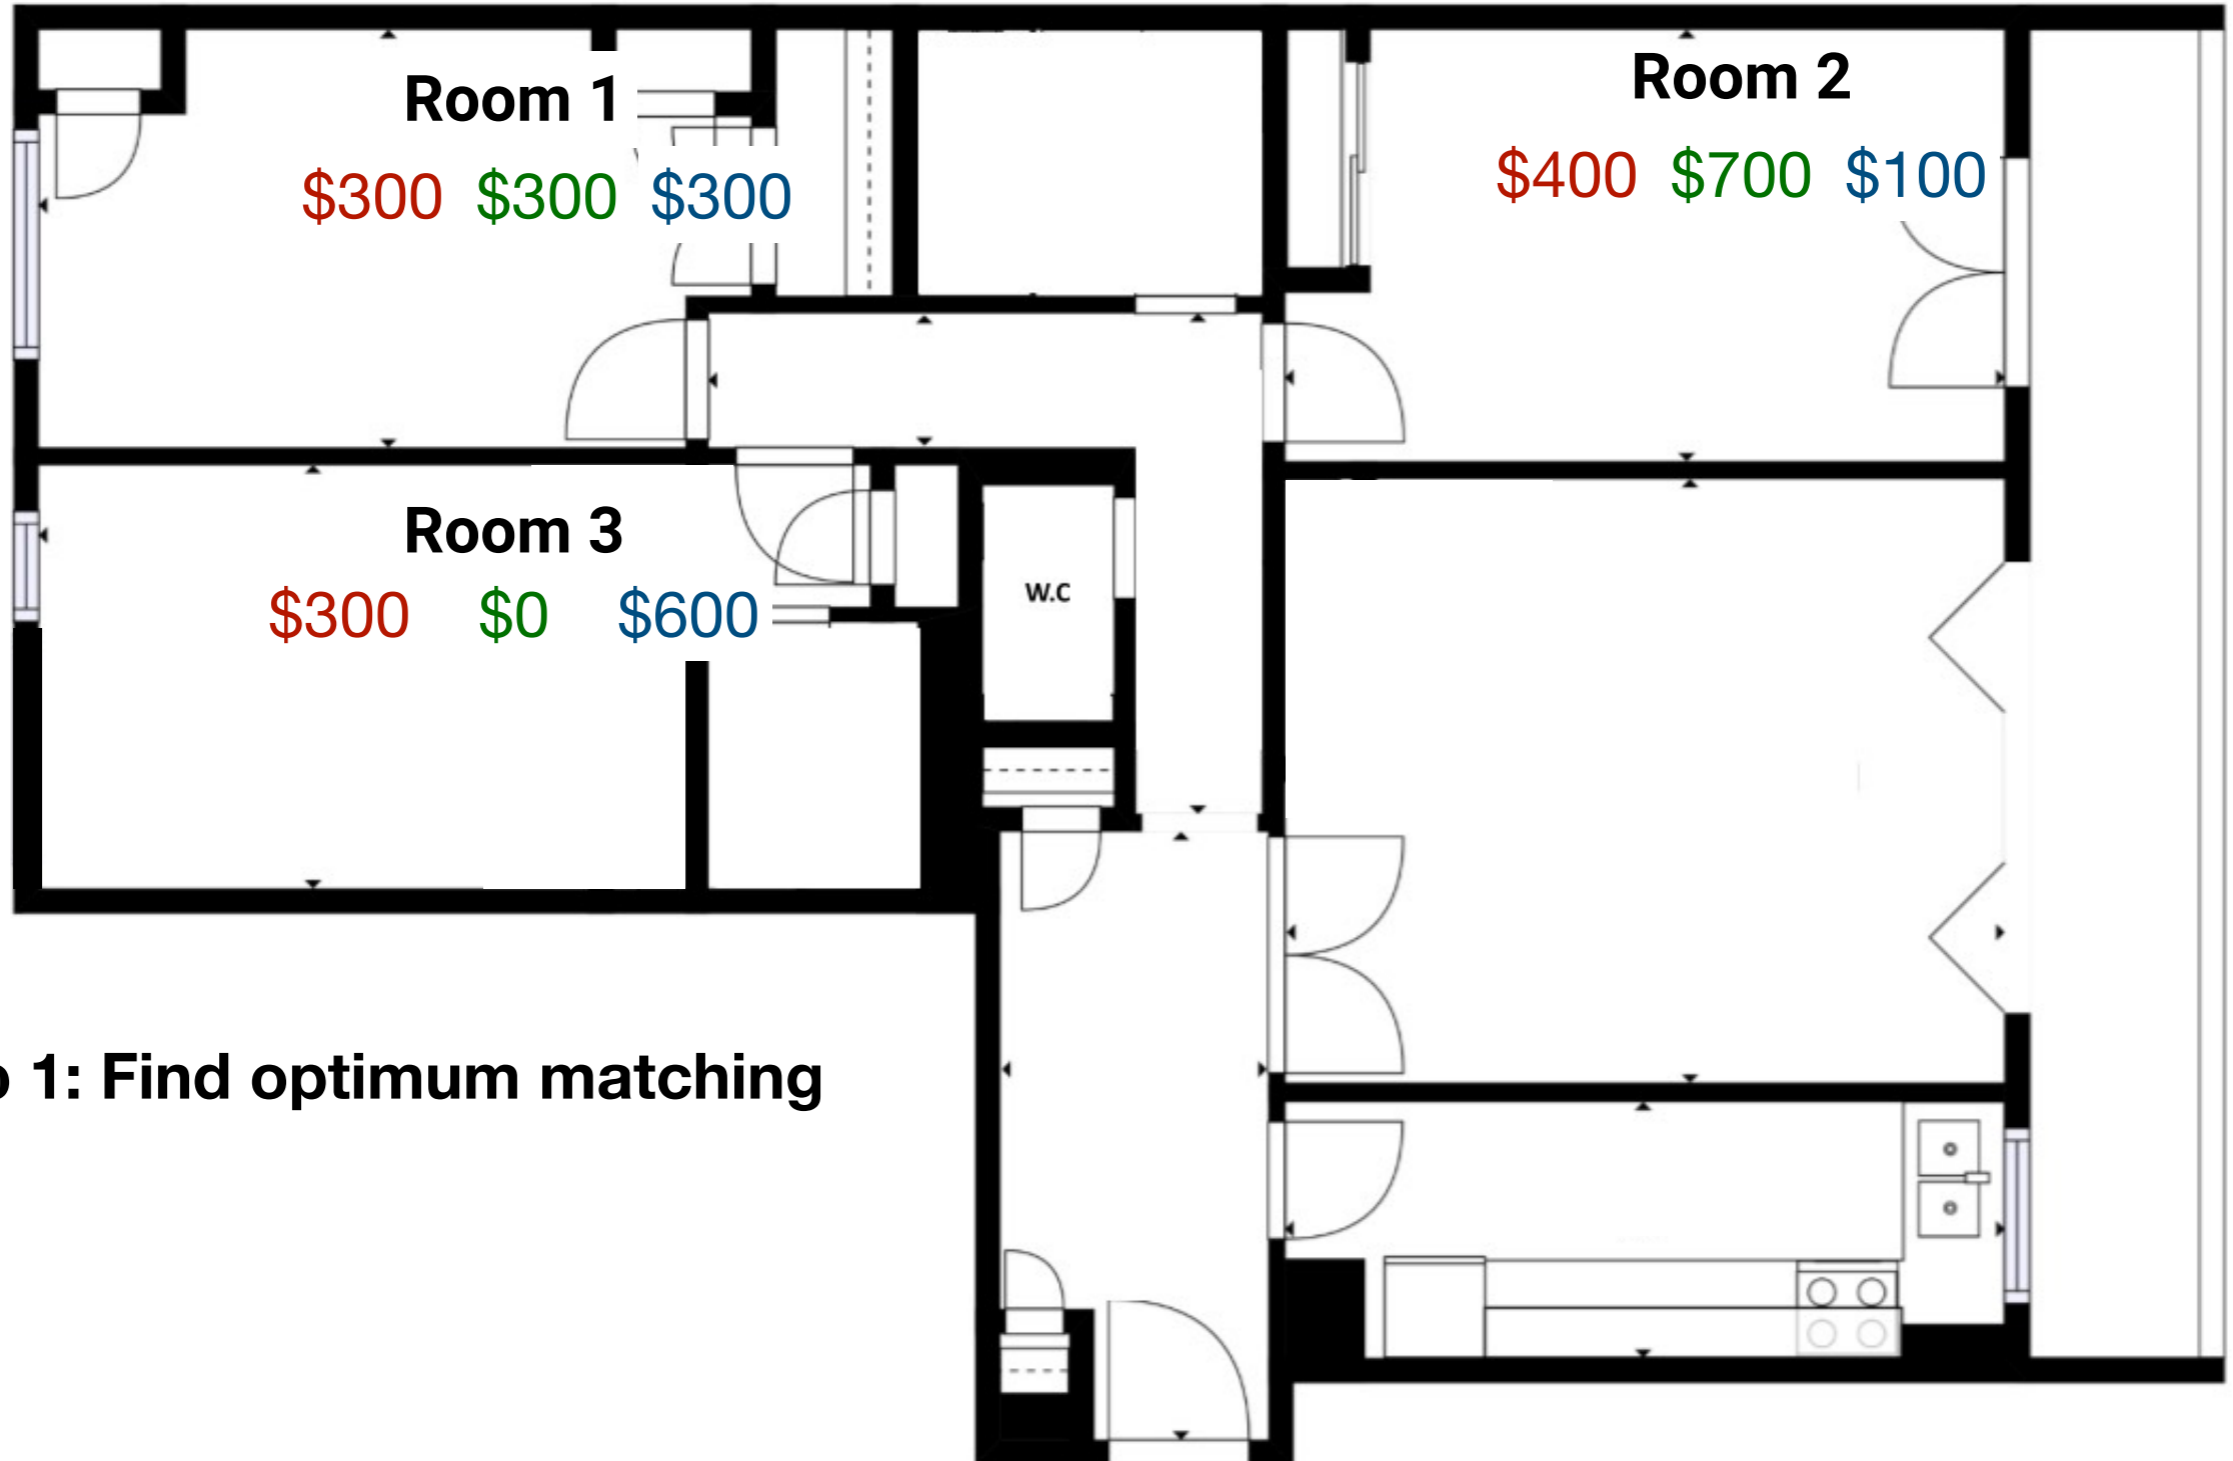 Room 1
$300 $300 $300
Room 2
$400 $700 $100
Room 3
$300 $0 $600
W.C
1: Find optimum matching